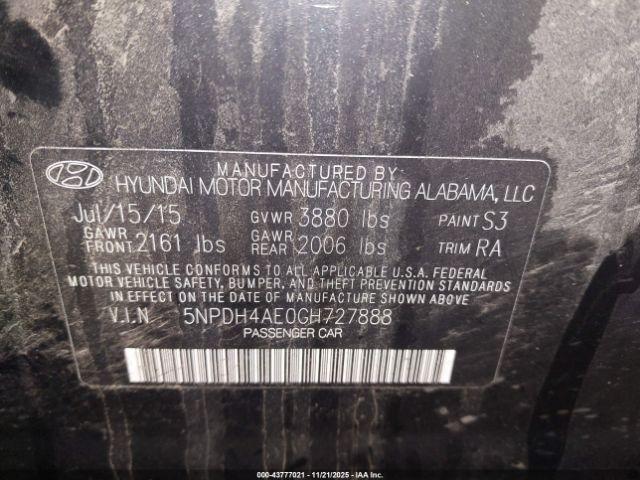 MANUFACTURED BY
HYUNDAI MOTOR MANUFACTURING ALABAMA, LLC
Jul/15/15 GVWR 3880 lbs PAINT S3
GAWR FRONT 2161 lbs GAWR REAR 2006 lbs TRIM RA
THIS VEHICLE CONFORMS TO ALL APPLICABLE U.S.A. FEDERAL
MOTOR VEHICLE SAFETY, BUMPER, AND THEFT PREVENTION STANDARDS
IN EFFECT ON THE DATE OF MANUFACTURE SHOWN ABOVE.
V.I.N 5NPDH4AE0GH727888
PASSENGER CAR
000-43777021 - 11/21/2025 - IAAI